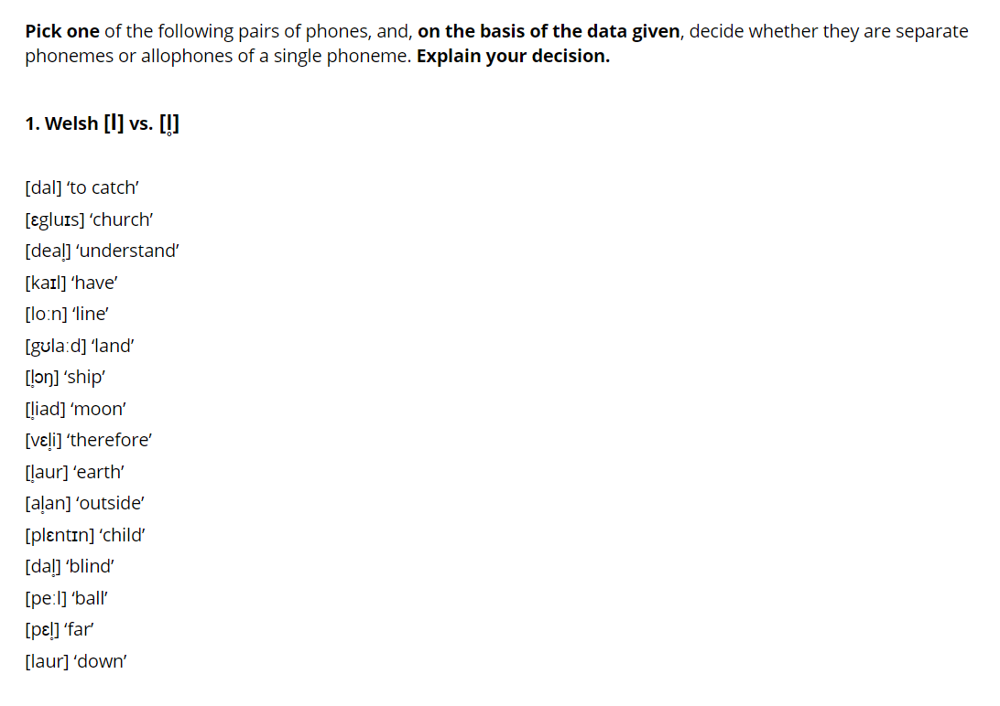 Pick one of the following pairs of phones, and, on the basis of the data given, decide whether they are separate
phonemes or allophones of a single phoneme. Explain your decision.
1. Welsh [l] vs. [l̥]
[dal] ‘to catch’
[ɛgluɪs] ‘church’
[deal̥] ‘understand’
[kaɪl] ‘have’
[lo:n] ‘line’
[gʊla:d] ‘land’
[l̥ɔŋ] ‘ship’
[l̥iad] ‘moon’
[vɛl̥i] ‘therefore’
[l̥aur] ‘earth’
[al̥an] ‘outside’
[plɛntɪn] ‘child’
[dal̥] ‘blind’
[pe:l] ‘ball’
[pɛl̥] ‘far’
[laur] ‘down’